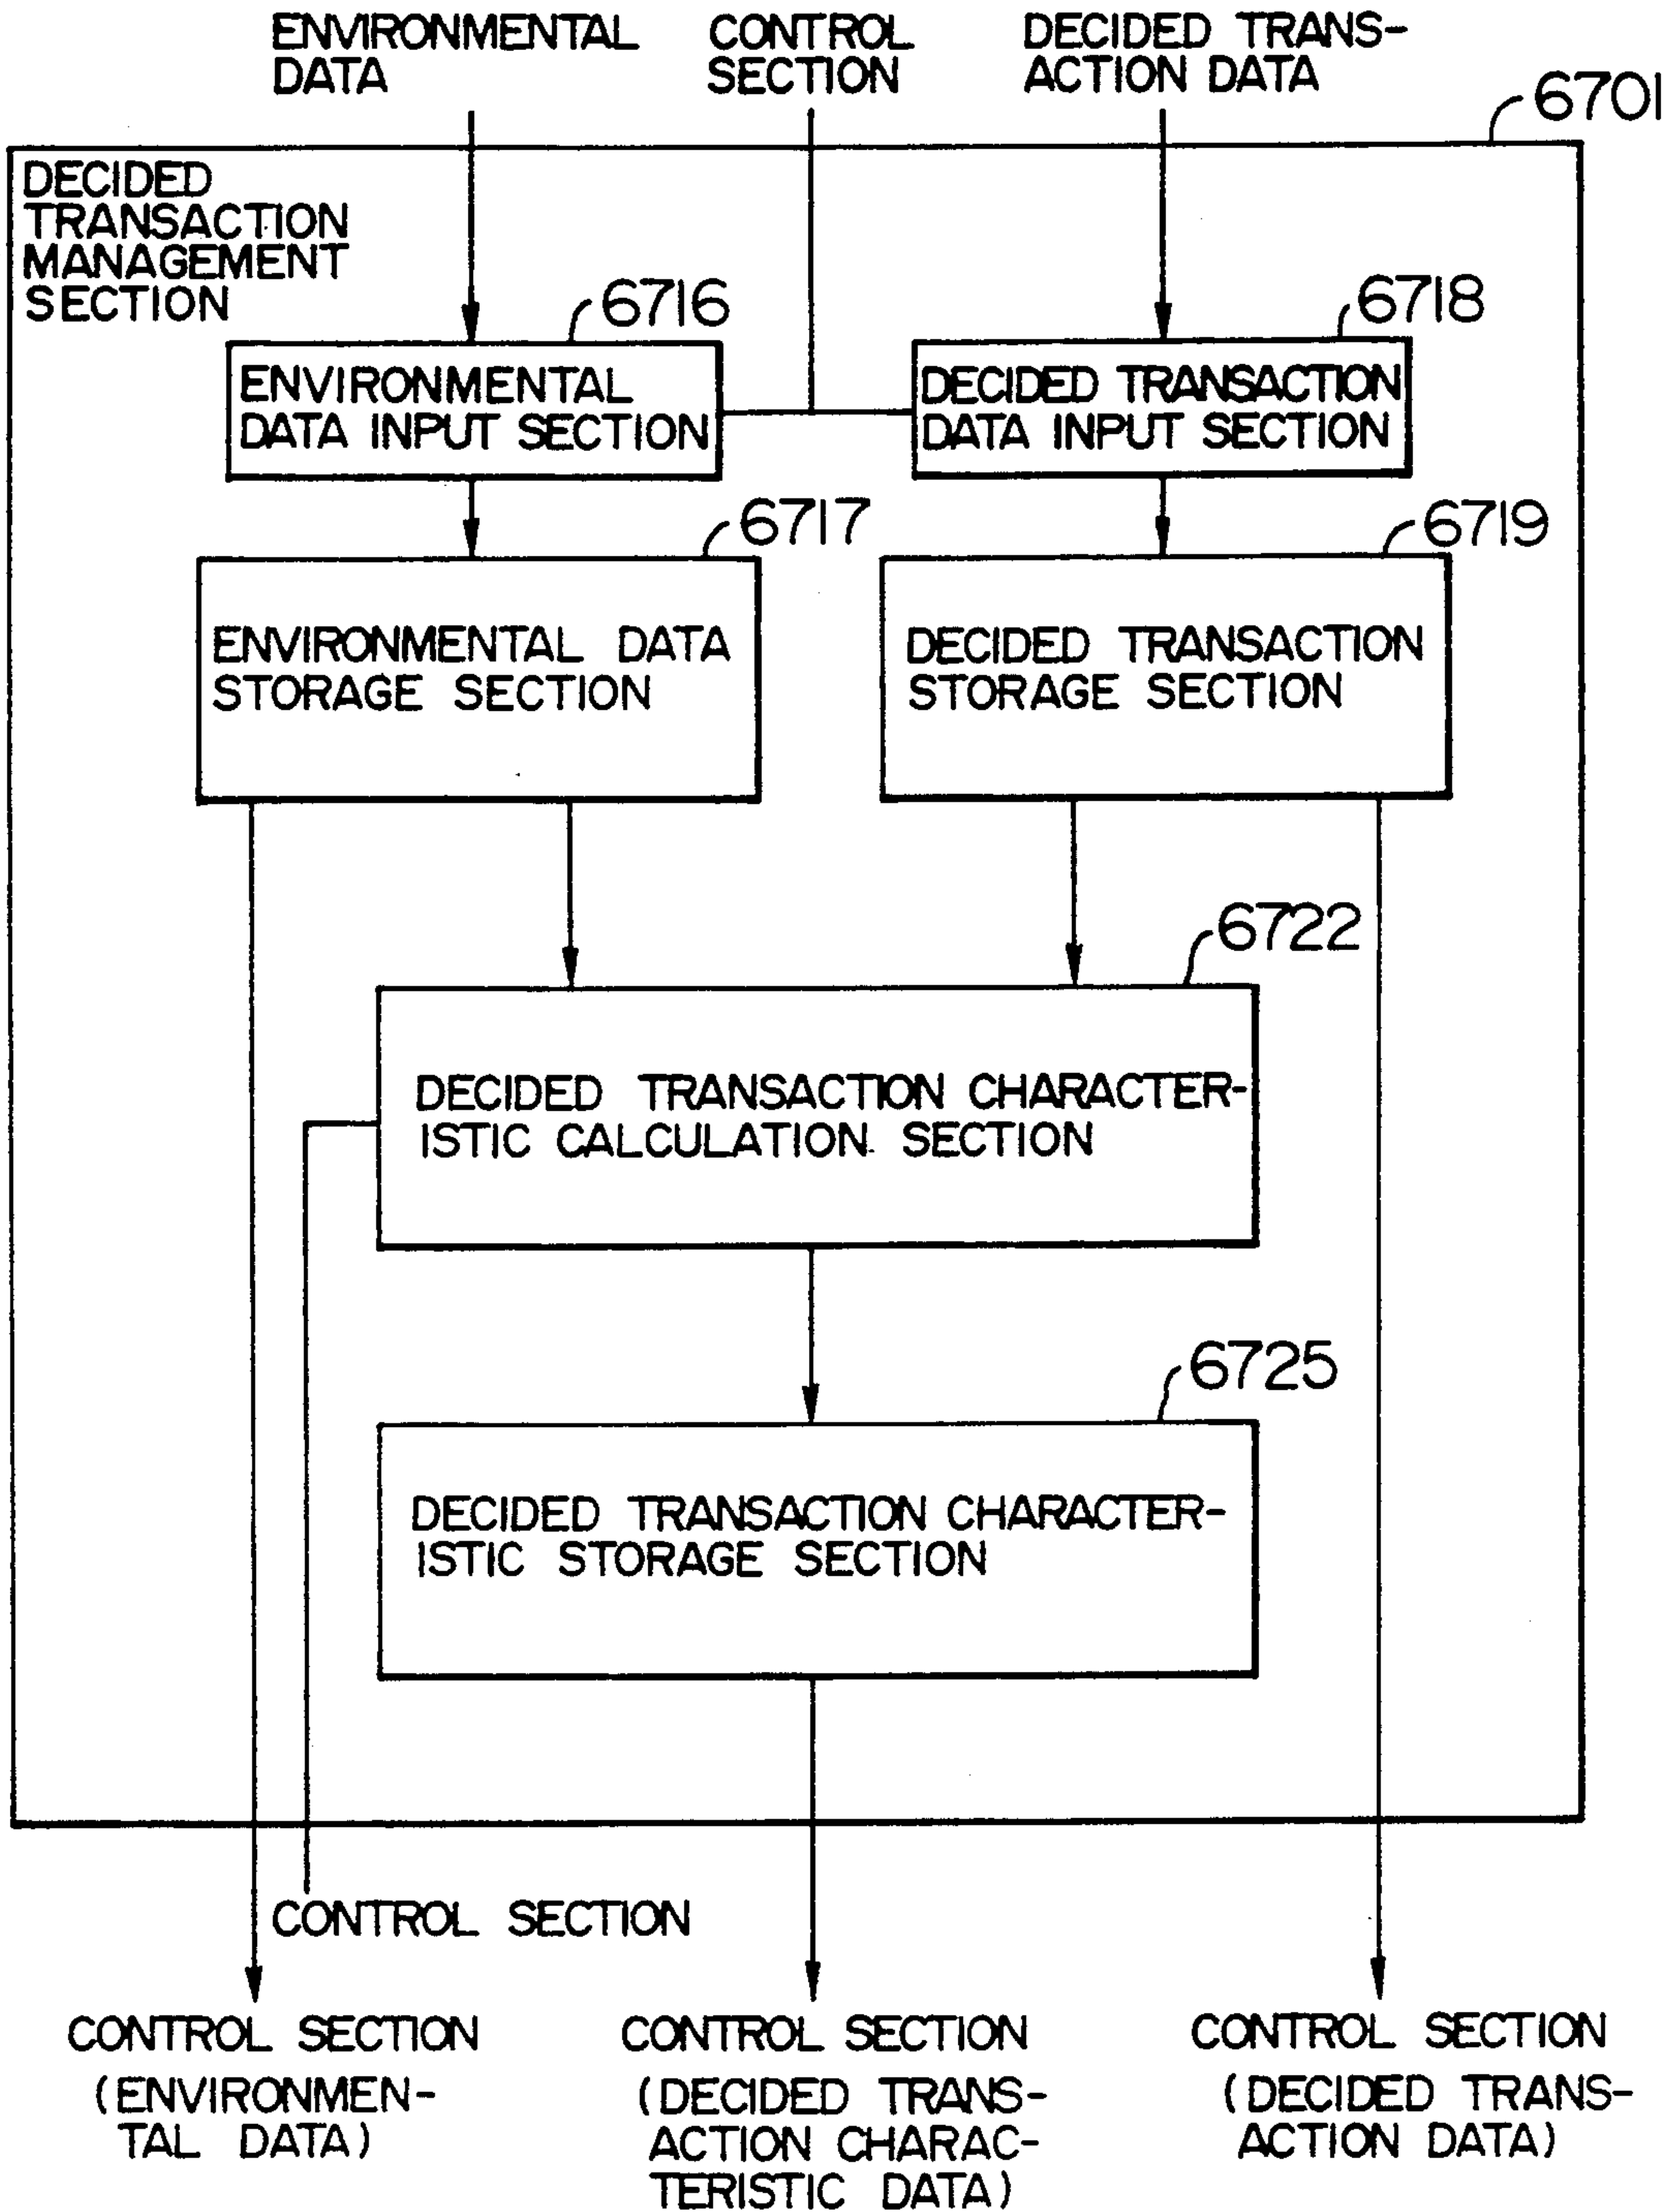 ENVIRONMENTAL
DATA
CONTROL
SECTION
DECIDED TRANS-
ACTION DATA
6701
DECIDED
TRANSACTION
MANAGEMENT
SECTION
6716
6718
ENVIRONMENTAL
DATA INPUT SECTION
DECIDED TRANSACTION
DATA INPUT SECTION
6717
6719
ENVIRONMENTAL DATA
STORAGE SECTION
DECIDED TRANSACTION
STORAGE SECTION
6722
DECIDED TRANSACTION CHARACTER-
ISTIC CALCULATION SECTION
6725
DECIDED TRANSACTION CHARACTER-
ISTIC STORAGE SECTION
CONTROL SECTION
CONTROL SECTION
(ENVIRONMEN-
TAL DATA)
CONTROL SECTION
(DECIDED TRANS-
ACTION CHARAC-
TERISTIC DATA)
CONTROL SECTION
(DECIDED TRANS-
ACTION DATA)